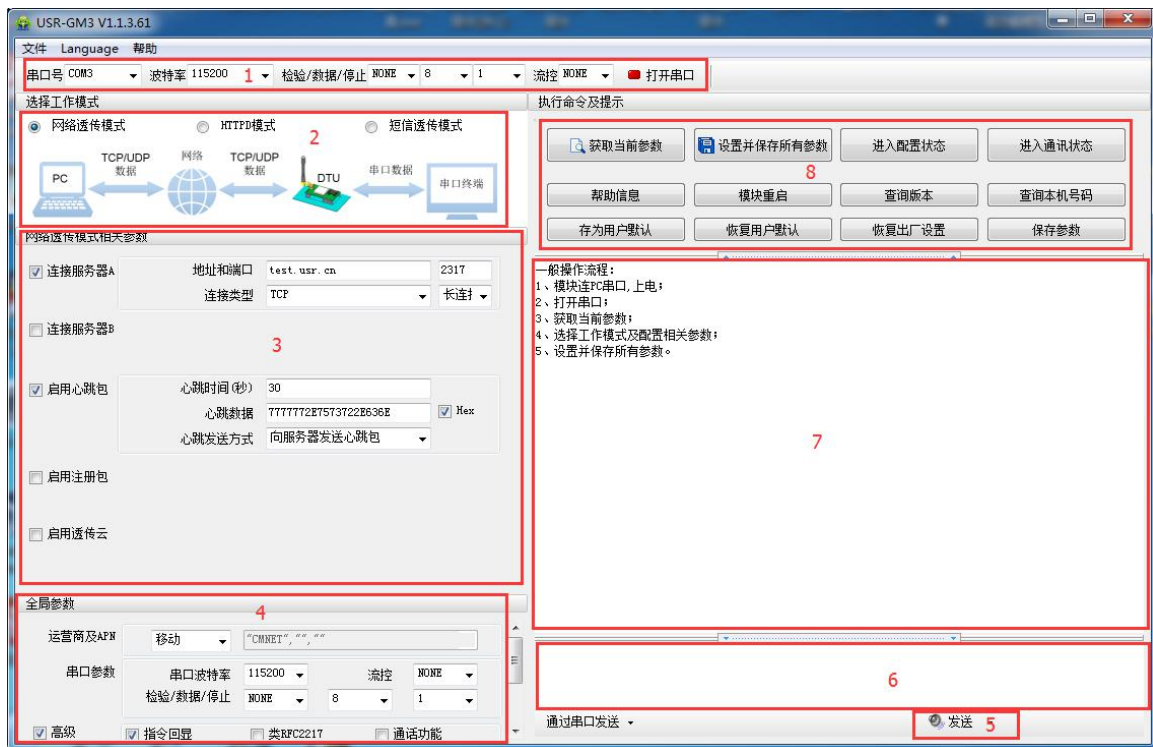 USR-GM3 V1.1.3.61
文件 Language 帮助
串口号 COM3 波特率 115200 1 检验/数据/停止 NONE 8 1 流控 NONE 打开串口
选择工作模式
网络透传模式 HTTPD模式 短信透传模式
2
PC
TCP/UDP
数据
网络
TCP/UDP
数据
DTU
串口数据
串口终端
网络透传模式相关参数
连接服务器A 地址和端口 test.usr.cn 2317
连接类型 TCP 长连扌
连接服务器B
3
启用心跳包 心跳时间(秒) 30
心跳数据 7777772E7573722E636E Hex
心跳发送方式 向服务器发送心跳包
启用注册包
启用透传云
全局参数
4
运营商及APN 移动 "CMNET","",""
串口参数 串口波特率 115200 流控 NONE
检验/数据/停止 NONE 8 1
高级 指令回显 类RFC2217 通话功能
执行命令及提示
获取当前参数 设置并保存所有参数 进入配置状态 进入通讯状态
8
帮助信息 模块重启 查询版本 查询本机号码
存为用户默认 恢复用户默认 恢复出厂设置 保存参数
一般操作流程：
1、模块连PC串口,上电；
2、打开串口；
3、获取当前参数；
4、选择工作模式及配置相关参数；
5、设置并保存所有参数。
7
6
通过串口发送 发送 5